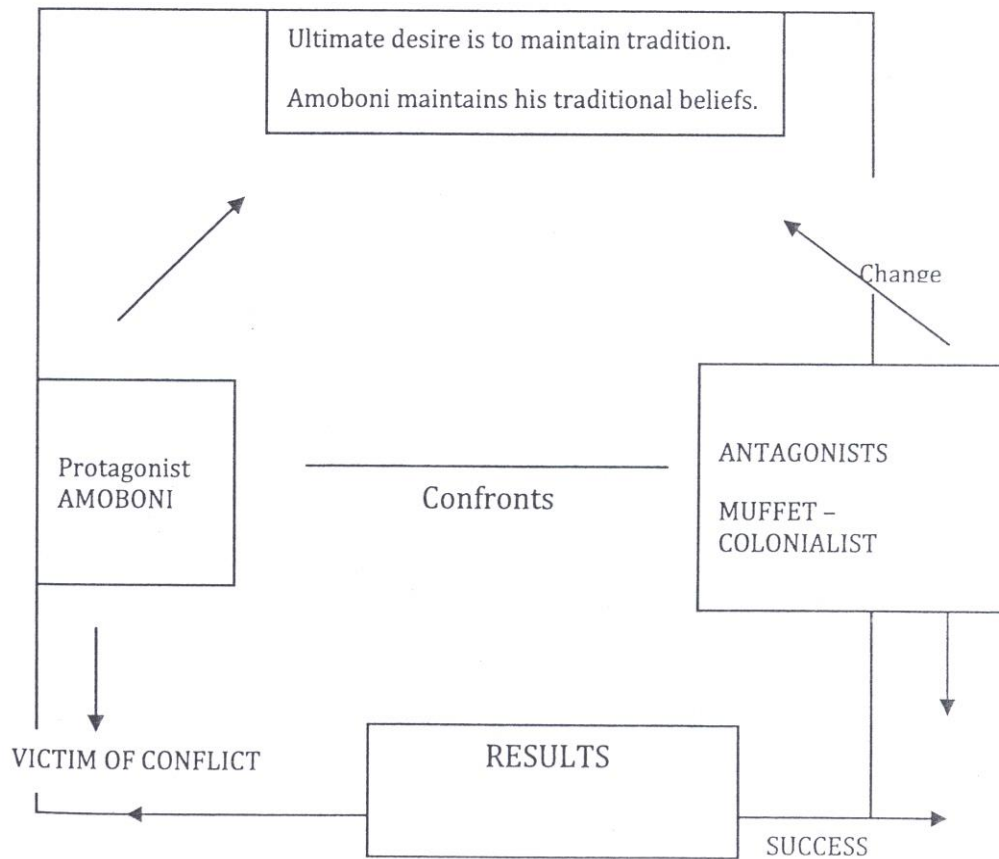 Ultimate desire is to maintain tradition.
Amoboni maintains his traditional beliefs.
Change
Protagonist
AMOBONI
Confronts
ANTAGONISTS
MUFFET –
COLONIALIST
VICTIM OF CONFLICT
RESULTS
SUCCESS